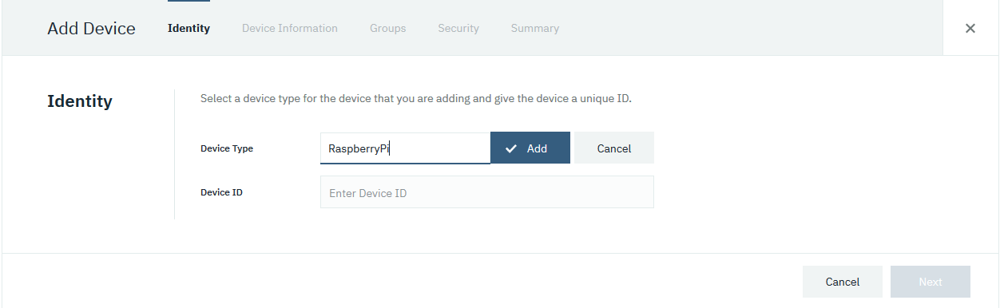 Add Device Identity Device Information Groups Security Summary
Identity
Select a device type for the device that you are adding and give the device a unique ID.
Device Type RaspberryPi Add Cancel
Device ID Enter Device ID
Cancel Next